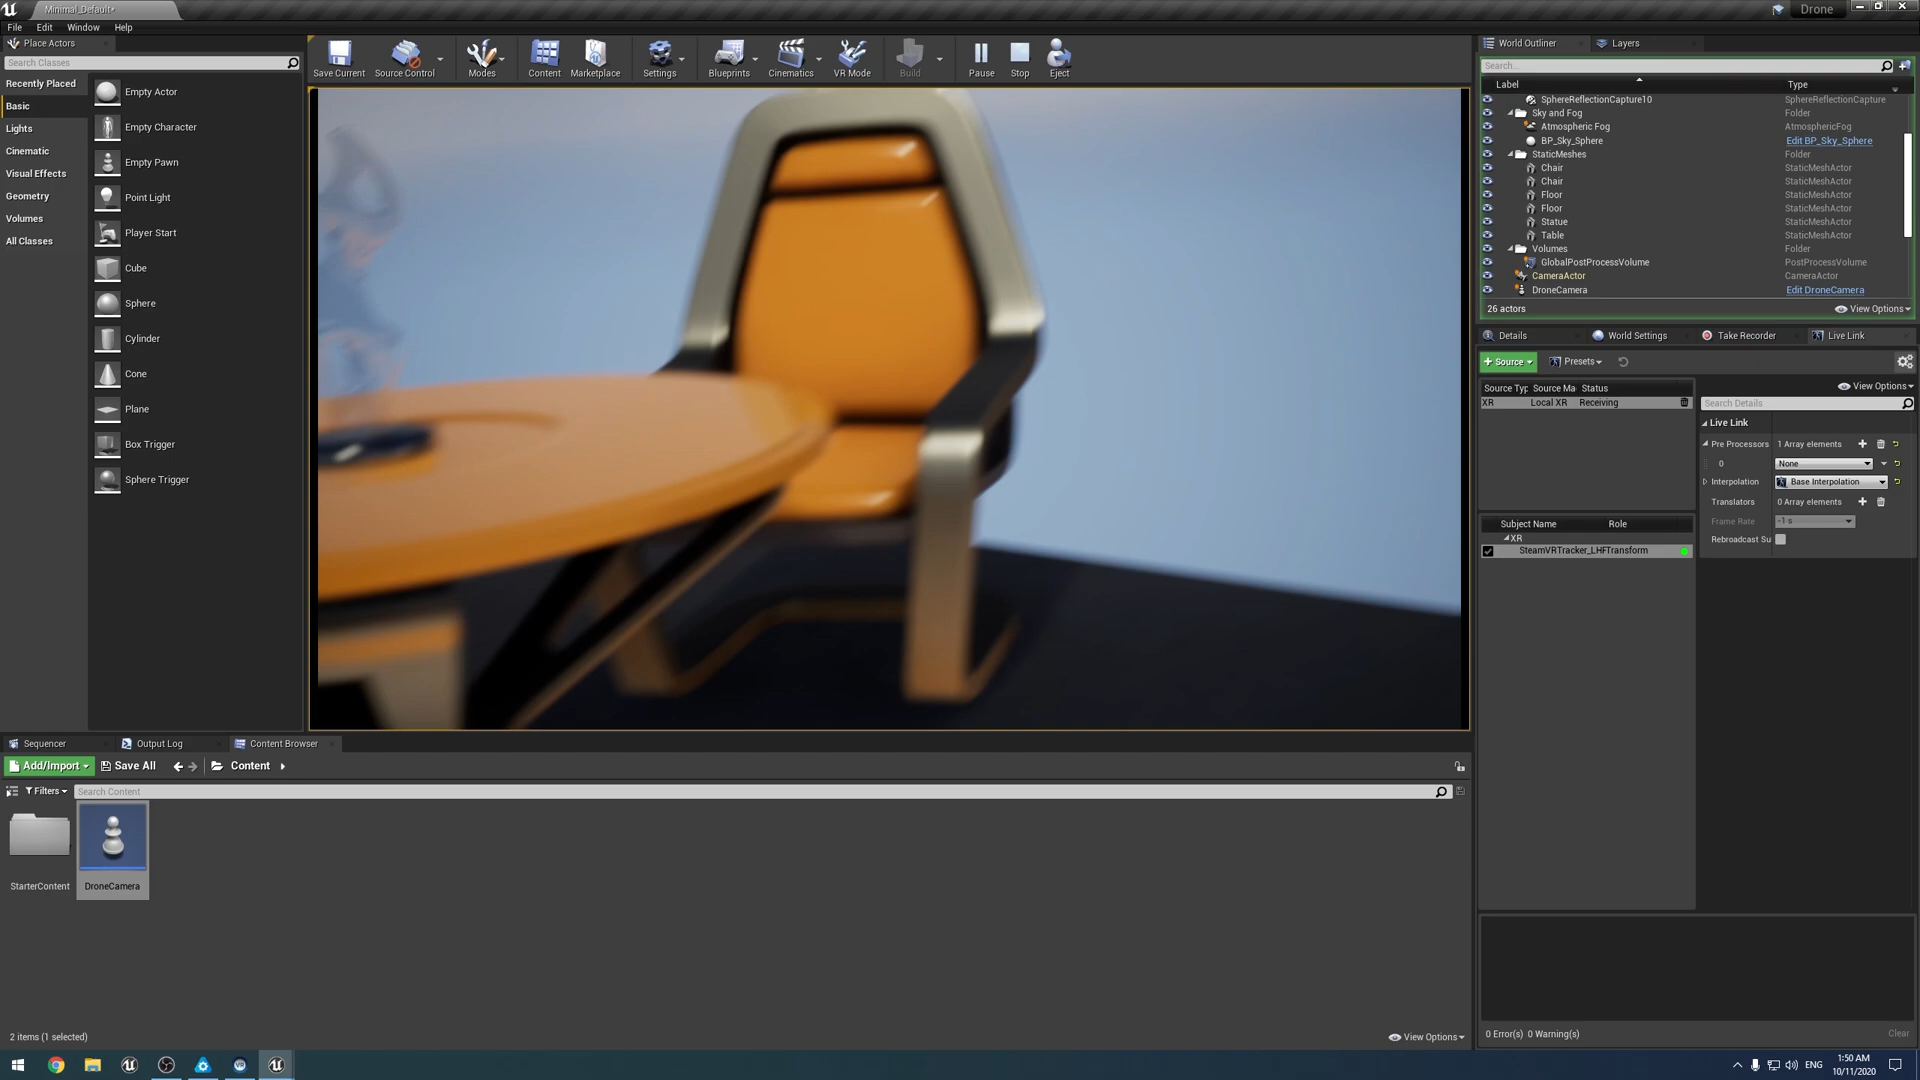 Minimal_Default*
Drone
File Edit Window Help
Place Actors
Search Classes
Recently Placed
Basic
Lights
Cinematic
Visual Effects
Geometry
Volumes
All Classes
Empty Actor
Empty Character
Empty Pawn
Point Light
Player Start
Cube
Sphere
Cylinder
Cone
Plane
Box Trigger
Sphere Trigger
Save Current Source Control Modes Content Marketplace Settings Blueprints Cinematics VR Mode Build Pause Stop Eject
World Outliner Layers
Search...
Label Type
SphereReflectionCapture10 SphereReflectionCapture
Sky and Fog Folder
Atmospheric Fog AtmosphericFog
BP_Sky_Sphere Edit BP_Sky_Sphere
StaticMeshes Folder
Chair StaticMeshActor
Chair StaticMeshActor
Floor StaticMeshActor
Floor StaticMeshActor
Statue StaticMeshActor
Table StaticMeshActor
Volumes Folder
GlobalPostProcessVolume PostProcessVolume
CameraActor CameraActor
DroneCamera Edit DroneCamera
26 actors View Options
Details World Settings Take Recorder Live Link
Source Presets
View Options
Source Typ Source Ma Status
XR Local XR Receiving
Search Details
Live Link
Pre Processors 1 Array elements
0 None
Interpolation Base Interpolation
Translators 0 Array elements
Frame Rate -1 s
Rebroadcast Su
Subject Name Role
XR
SteamVRTracker_LHFTransform
Sequencer Output Log Content Browser
Add/Import Save All Content
Filters Search Content
StarterContent DroneCamera
2 items (1 selected) View Options
0 Error(s) 0 Warning(s) Clear
ENG
1:50 AM
10/11/2020